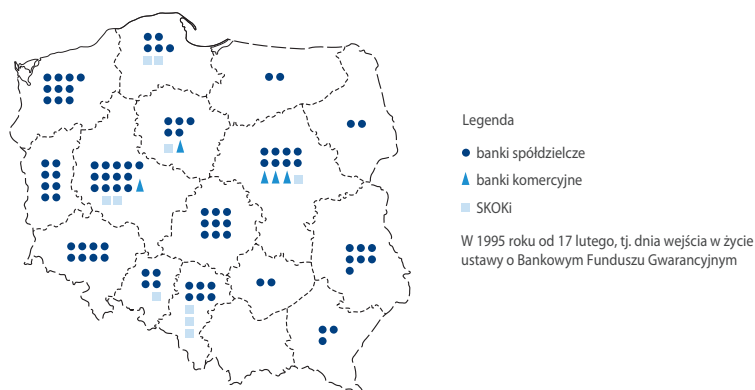 Legenda
banki spółdzielcze
banki komercyjne
SKOKi
W 1995 roku od 17 lutego, tj. dnia wejścia w życie
ustawy o Bankowym Funduszu Gwarancyjnym